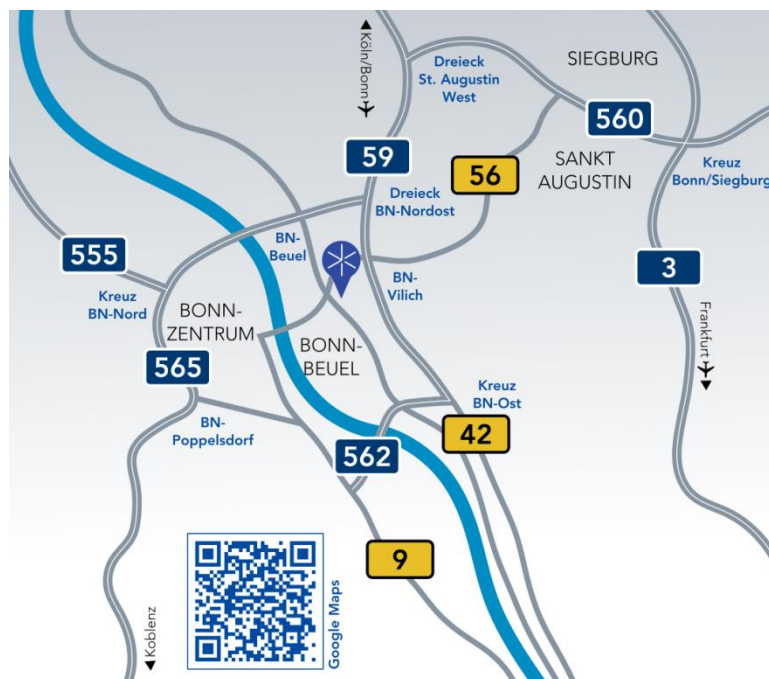 Köln/Bonn
Dreieck
St. Augustin
West
SIEGBURG
560
59
56
SANKT
AUGUSTIN
Kreuz
Bonn/Siegburg
Dreieck
BN-Nordost
BN-
Beuel
555
3
BN-
Vilich
Kreuz
BN-Nord
BONN-
ZENTRUM
BONN-
BEUEL
Frankfurt
565
Kreuz
BN-Ost
BN-
Poppelsdorf
42
562
9
Koblenz
Google Maps